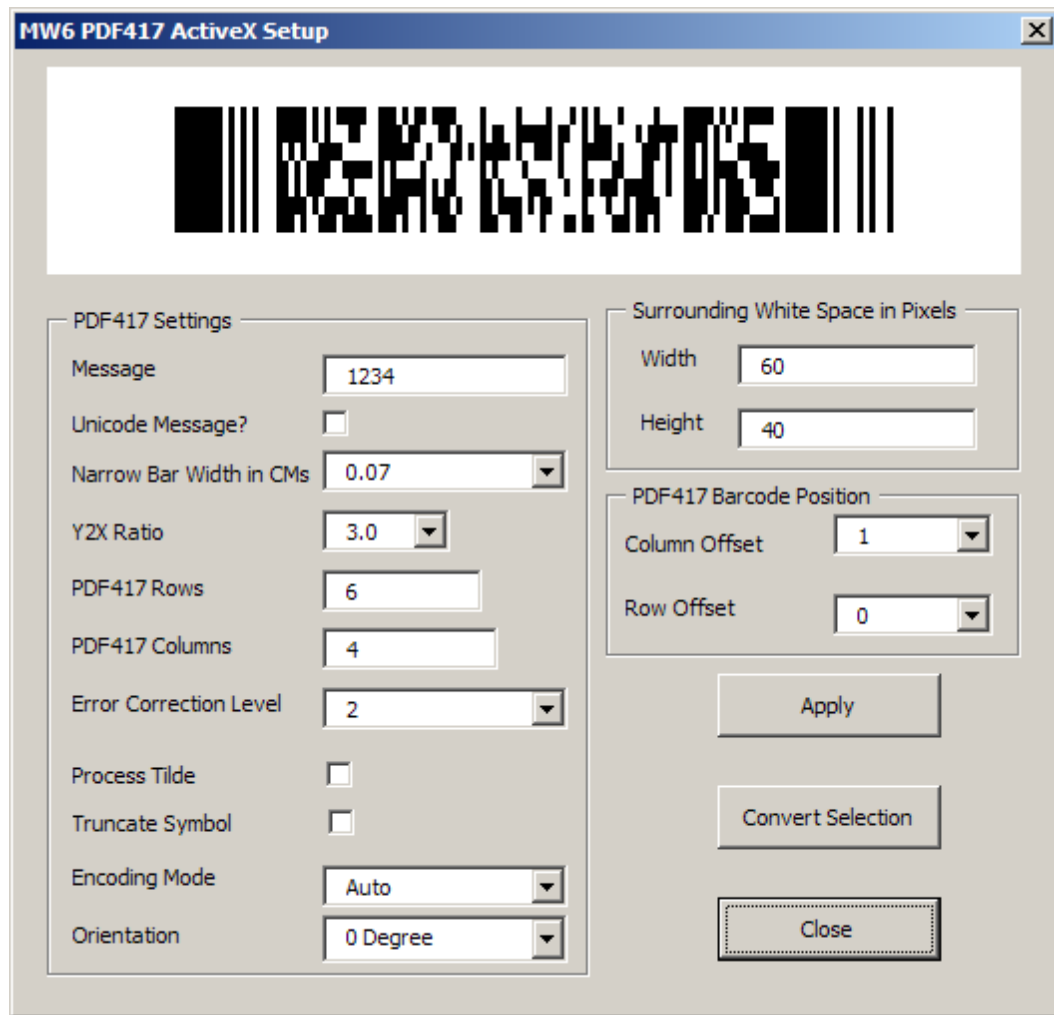 MW6 PDF417 ActiveX Setup
PDF417 Settings
Message 1234
Unicode Message?
Narrow Bar Width in CMs 0.07
Y2X Ratio 3.0
PDF417 Rows 6
PDF417 Columns 4
Error Correction Level 2
Process Tilde
Truncate Symbol
Encoding Mode Auto
Orientation 0 Degree
Surrounding White Space in Pixels
Width 60
Height 40
PDF417 Barcode Position
Column Offset 1
Row Offset 0
Apply
Convert Selection
Close